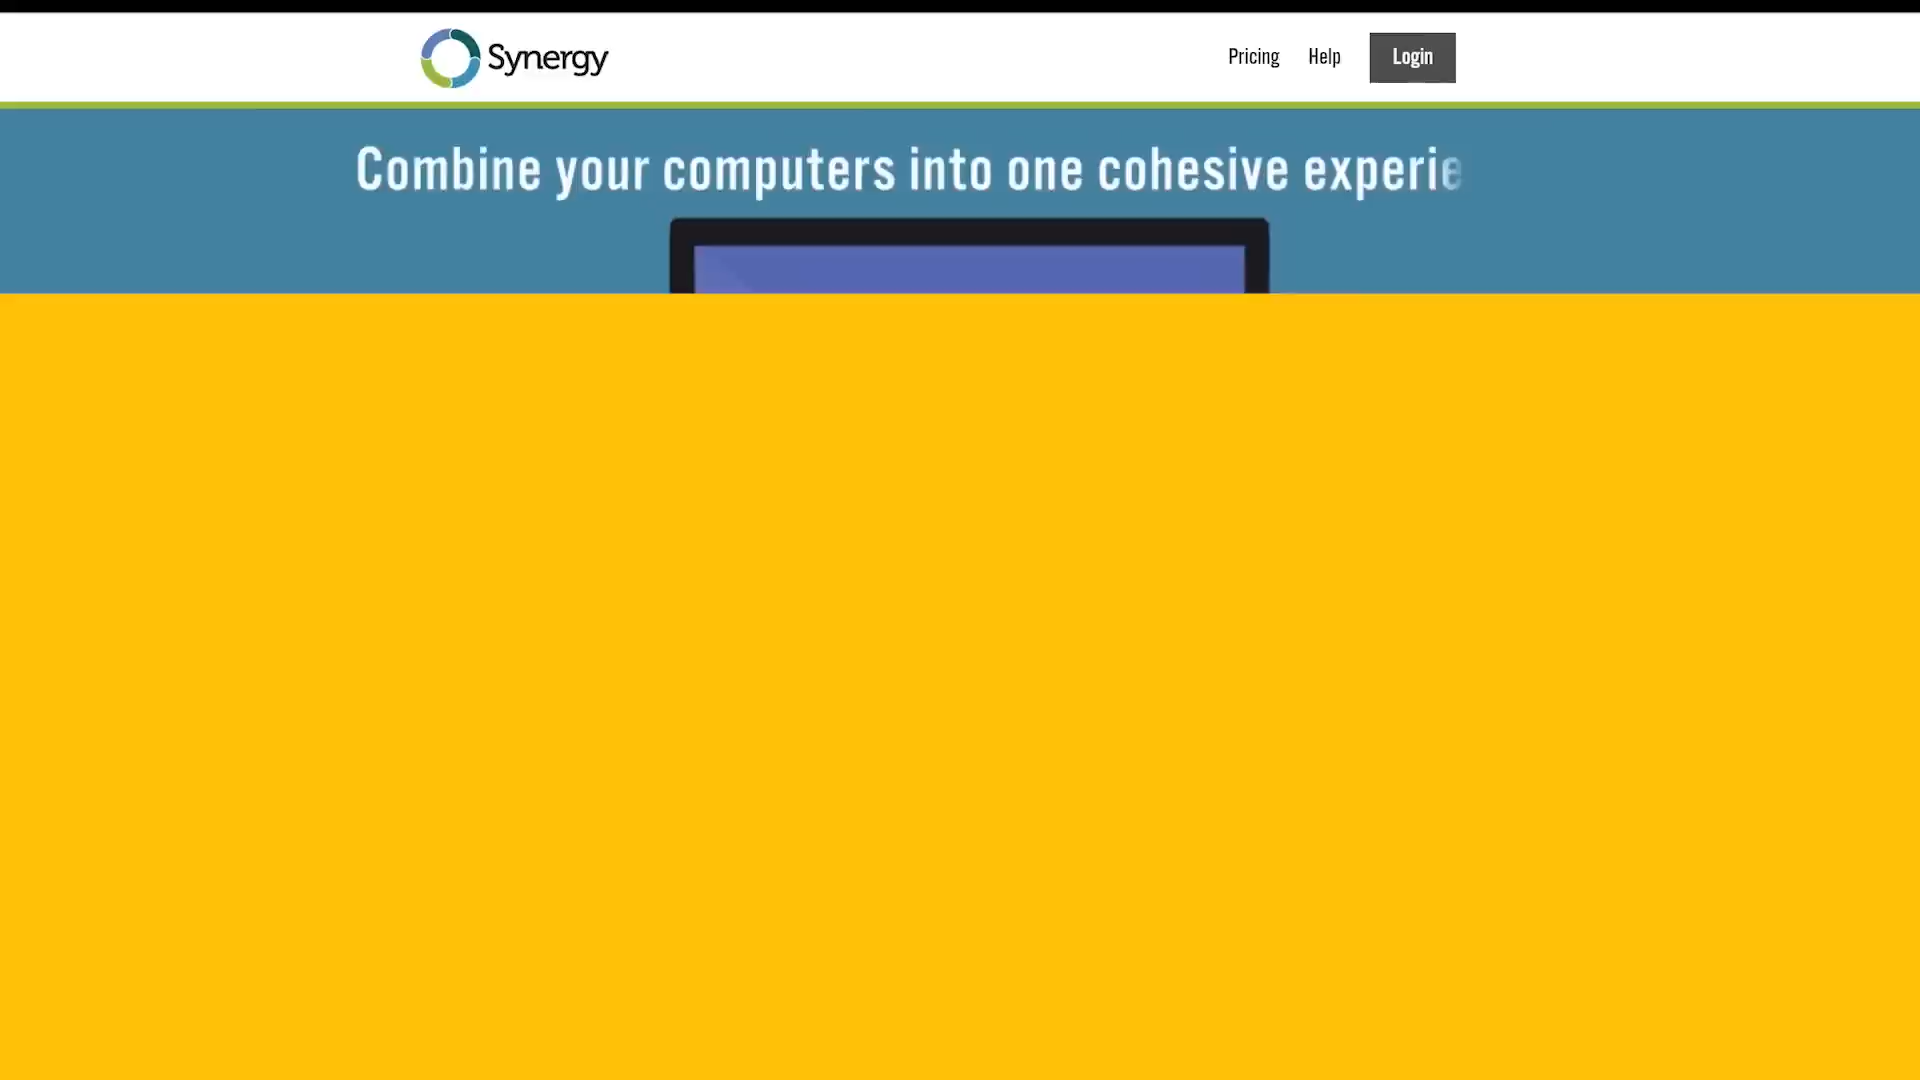 Synergy
Pricing Help Login
Combine your computers into one cohesive experie